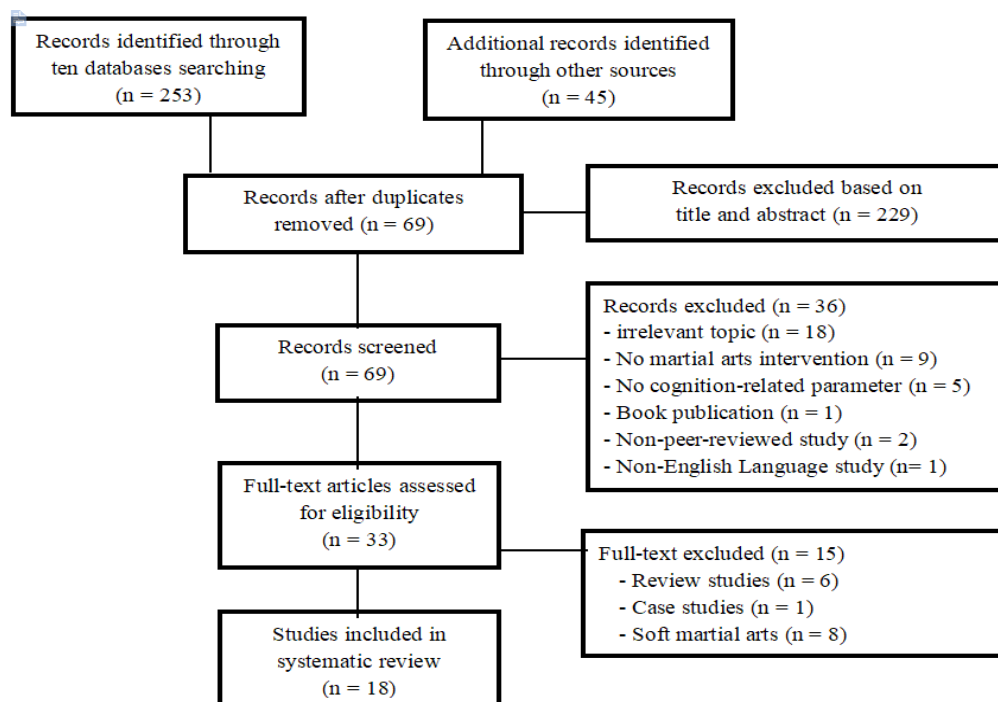 Records identified through
ten databases searching
(n = 253)
Additional records identified
through other sources
(n = 45)
Records after duplicates
removed (n = 69)
Records excluded based on
title and abstract (n = 229)
Records screened
(n = 69)
Records excluded (n = 36)
- irrelevant topic (n = 18)
- No martial arts intervention (n = 9)
- No cognition-related parameter (n = 5)
- Book publication (n = 1)
- Non-peer-reviewed study (n = 2)
- Non-English Language study (n= 1)
Full-text articles assessed
for eligibility
(n = 33)
Full-text excluded (n = 15)
- Review studies (n = 6)
- Case studies (n = 1)
- Soft martial arts (n = 8)
Studies included in
systematic review
(n = 18)